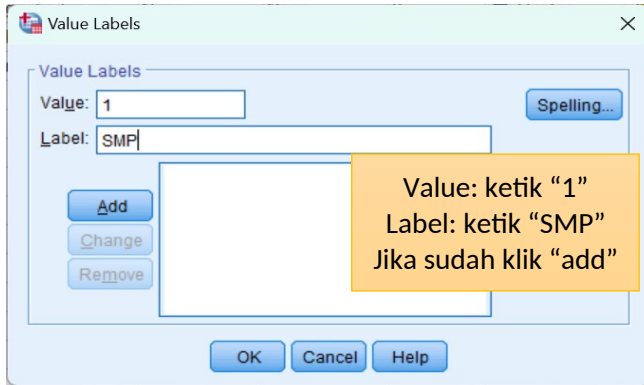 Value Labels
Value Labels
Value: 1
Spelling...
Label: SMP
Add
Change
Remove
Value: ketik “1”
Label: ketik “SMP”
Jika sudah klik “add”
OK Cancel Help